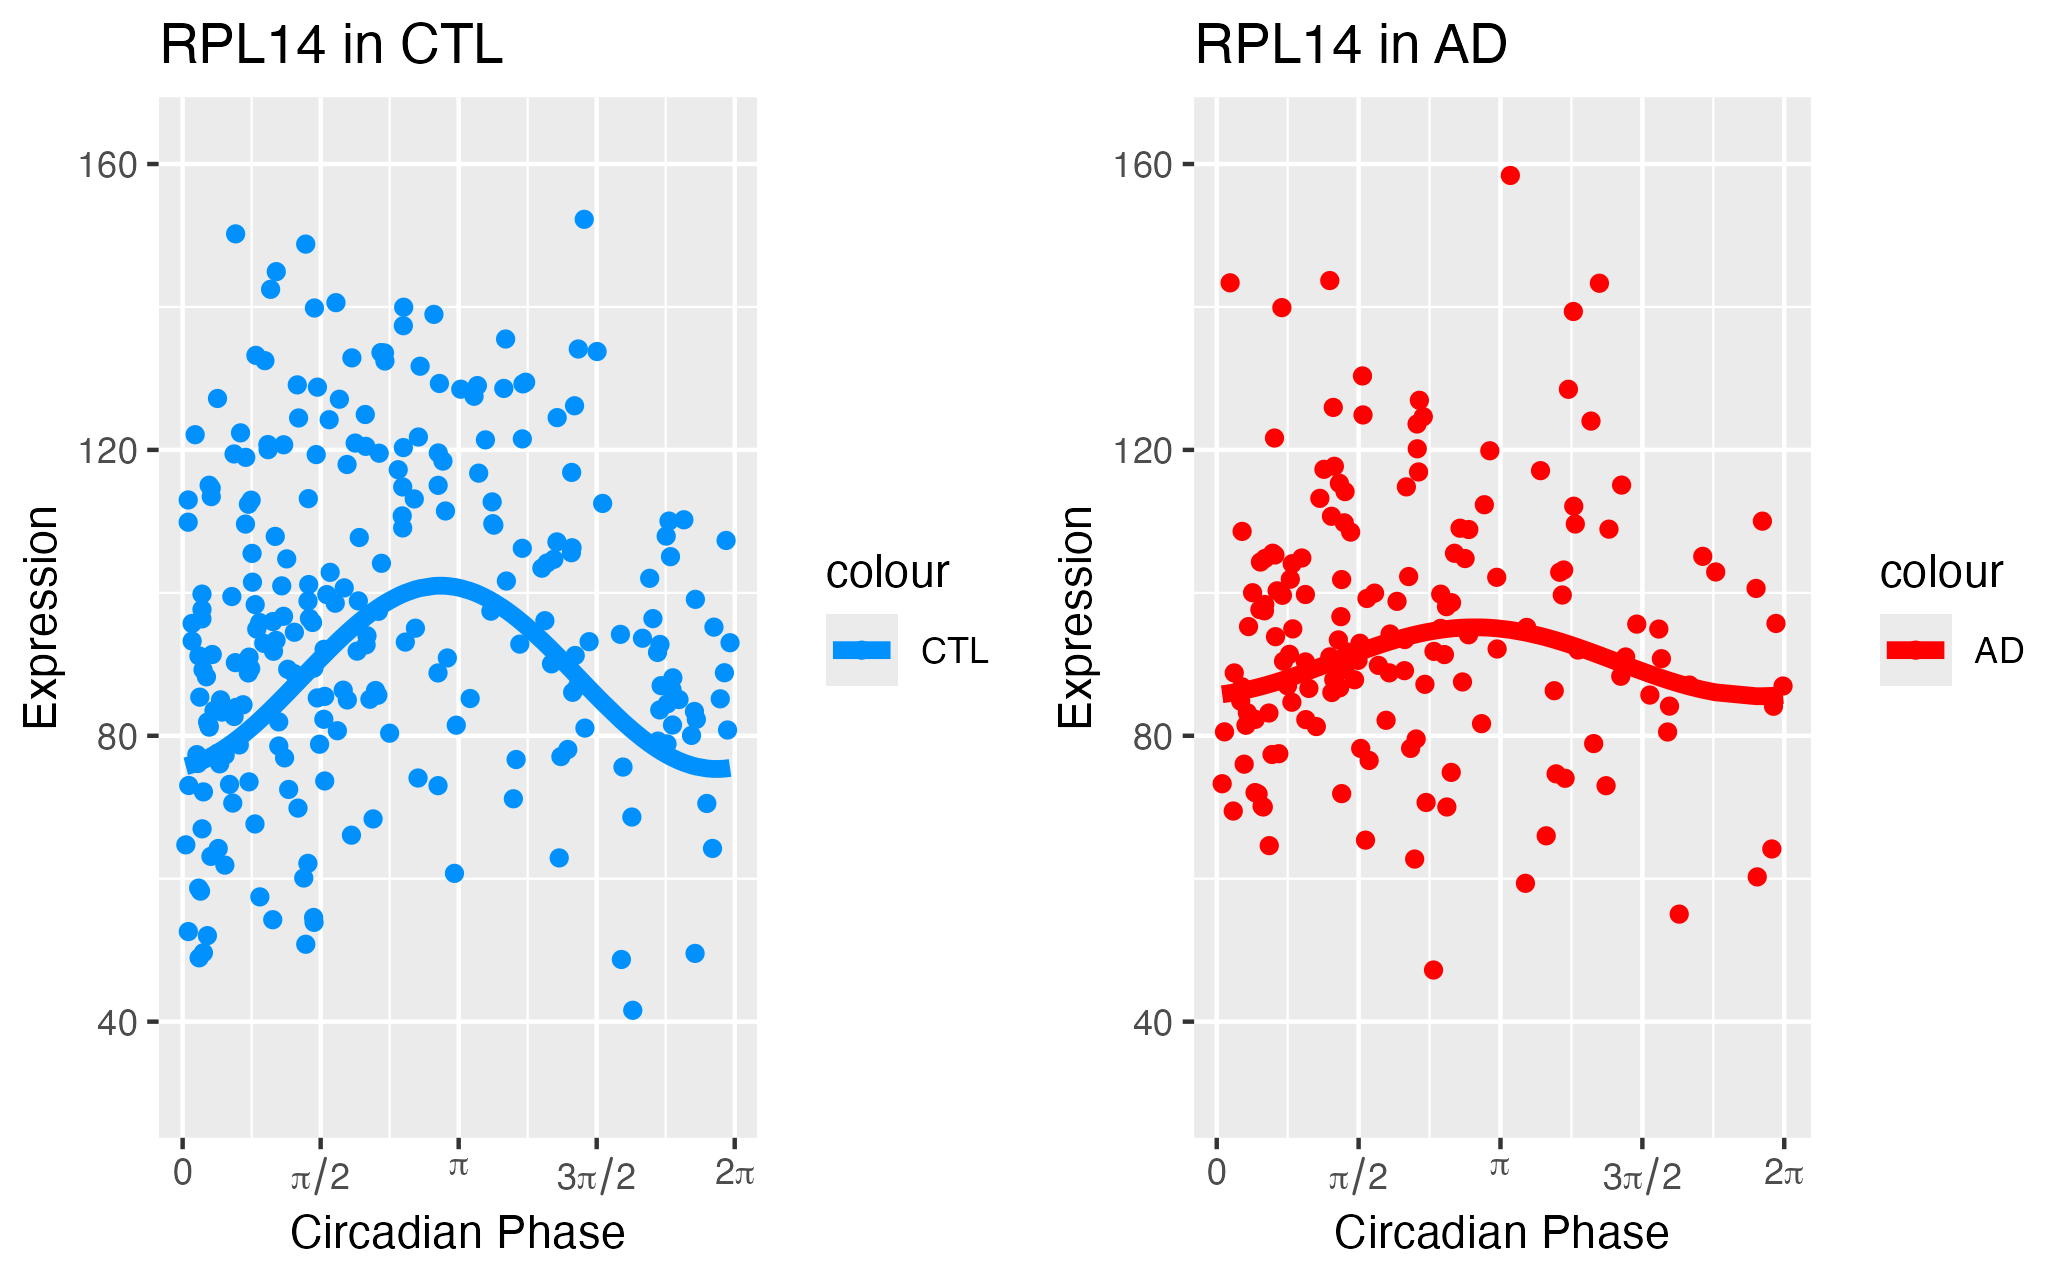 RPL14 in CTL
160
120
80
40
Expression
0 π/2 π 3π/2 2π
Circadian Phase
colour
CTL
RPL14 in AD
160
120
80
40
Expression
0 π/2 π 3π/2 2π
Circadian Phase
colour
AD